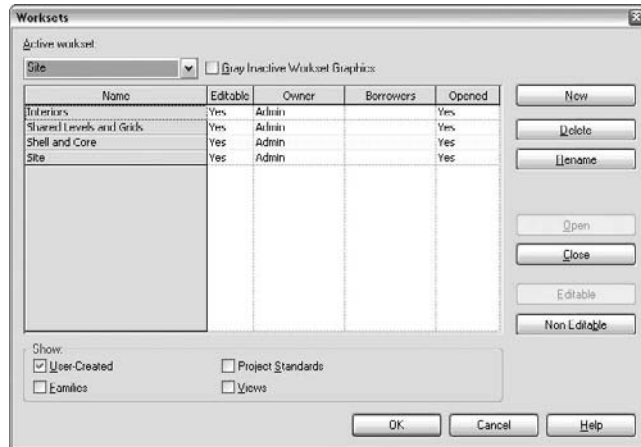 Worksets
Active workset:
Site
Gray Inactive Workset Graphics
Name Editable Owner Borrowers Opened
Interiors Yes Admin Yes
Shared Levels and Grids Yes Admin Yes
Shell and Core Yes Admin Yes
Site Yes Admin Yes
New
Delete
Rename
Open
Close
Editable
Non Editable
Show:
User-Created Project Standards
Families Views
OK Cancel Help